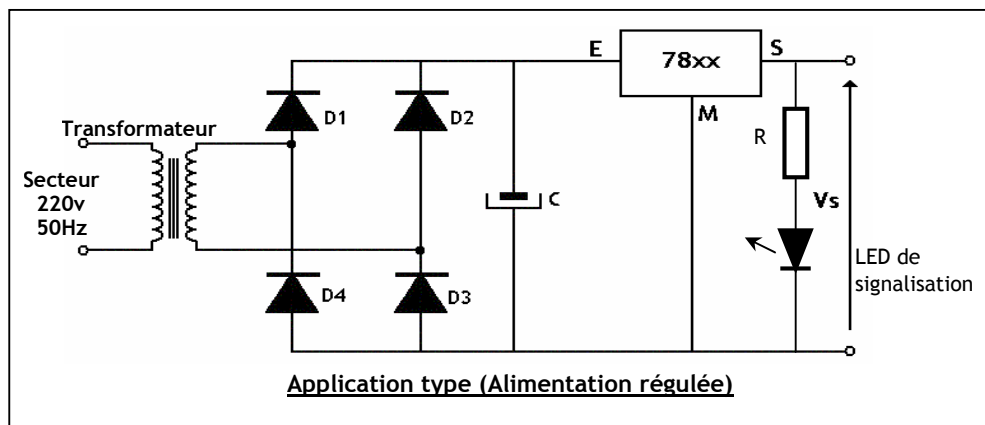 E
78xx
S
M
D1
D2
Transformateur
R
Secteur
220v
50Hz
C
Vs
LED de
signalisation
D4
D3
Application type (Alimentation régulée)